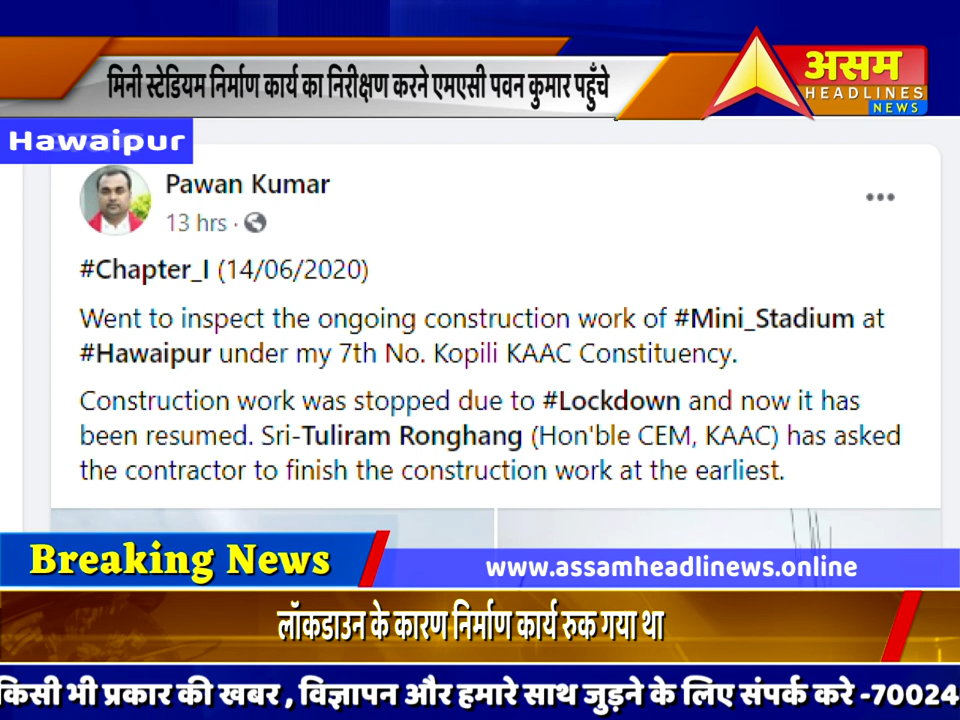 मिनी स्टेडियम निर्माण कार्य का निरीक्षण करने एमएसी पवन कुमार पहुँचे
असम
HEADLINES
NEWS
Hawaipur
Pawan Kumar
13 hrs ·
#Chapter_I (14/06/2020)
Went to inspect the ongoing construction work of #Mini_Stadium at
#Hawaipur under my 7th No. Kopili KAAC Constituency.
Construction work was stopped due to #Lockdown and now it has
been resumed. Sri-Tuliram Ronghang (Hon'ble CEM, KAAC) has asked
the contractor to finish the construction work at the earliest.
Breaking News
www.assamheadlinews.online
लॉकडाउन के कारण निर्माण कार्य रुक गया था
किसी भी प्रकार की खबर , विज्ञापन और हमारे साथ जुड़ने के लिए संपर्क करे -70024